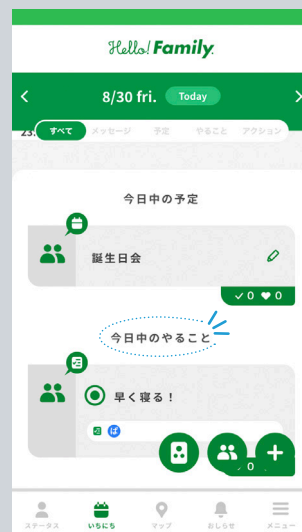 Hello! Family.
8/30 fri. Today
23.
すべて メッセージ 予定 やること アクション
今日中の予定
誕生日会
0 0
今日中のやること
早く寝る！
ば
0
ステータス いちにち マップ おしらせ メニュー